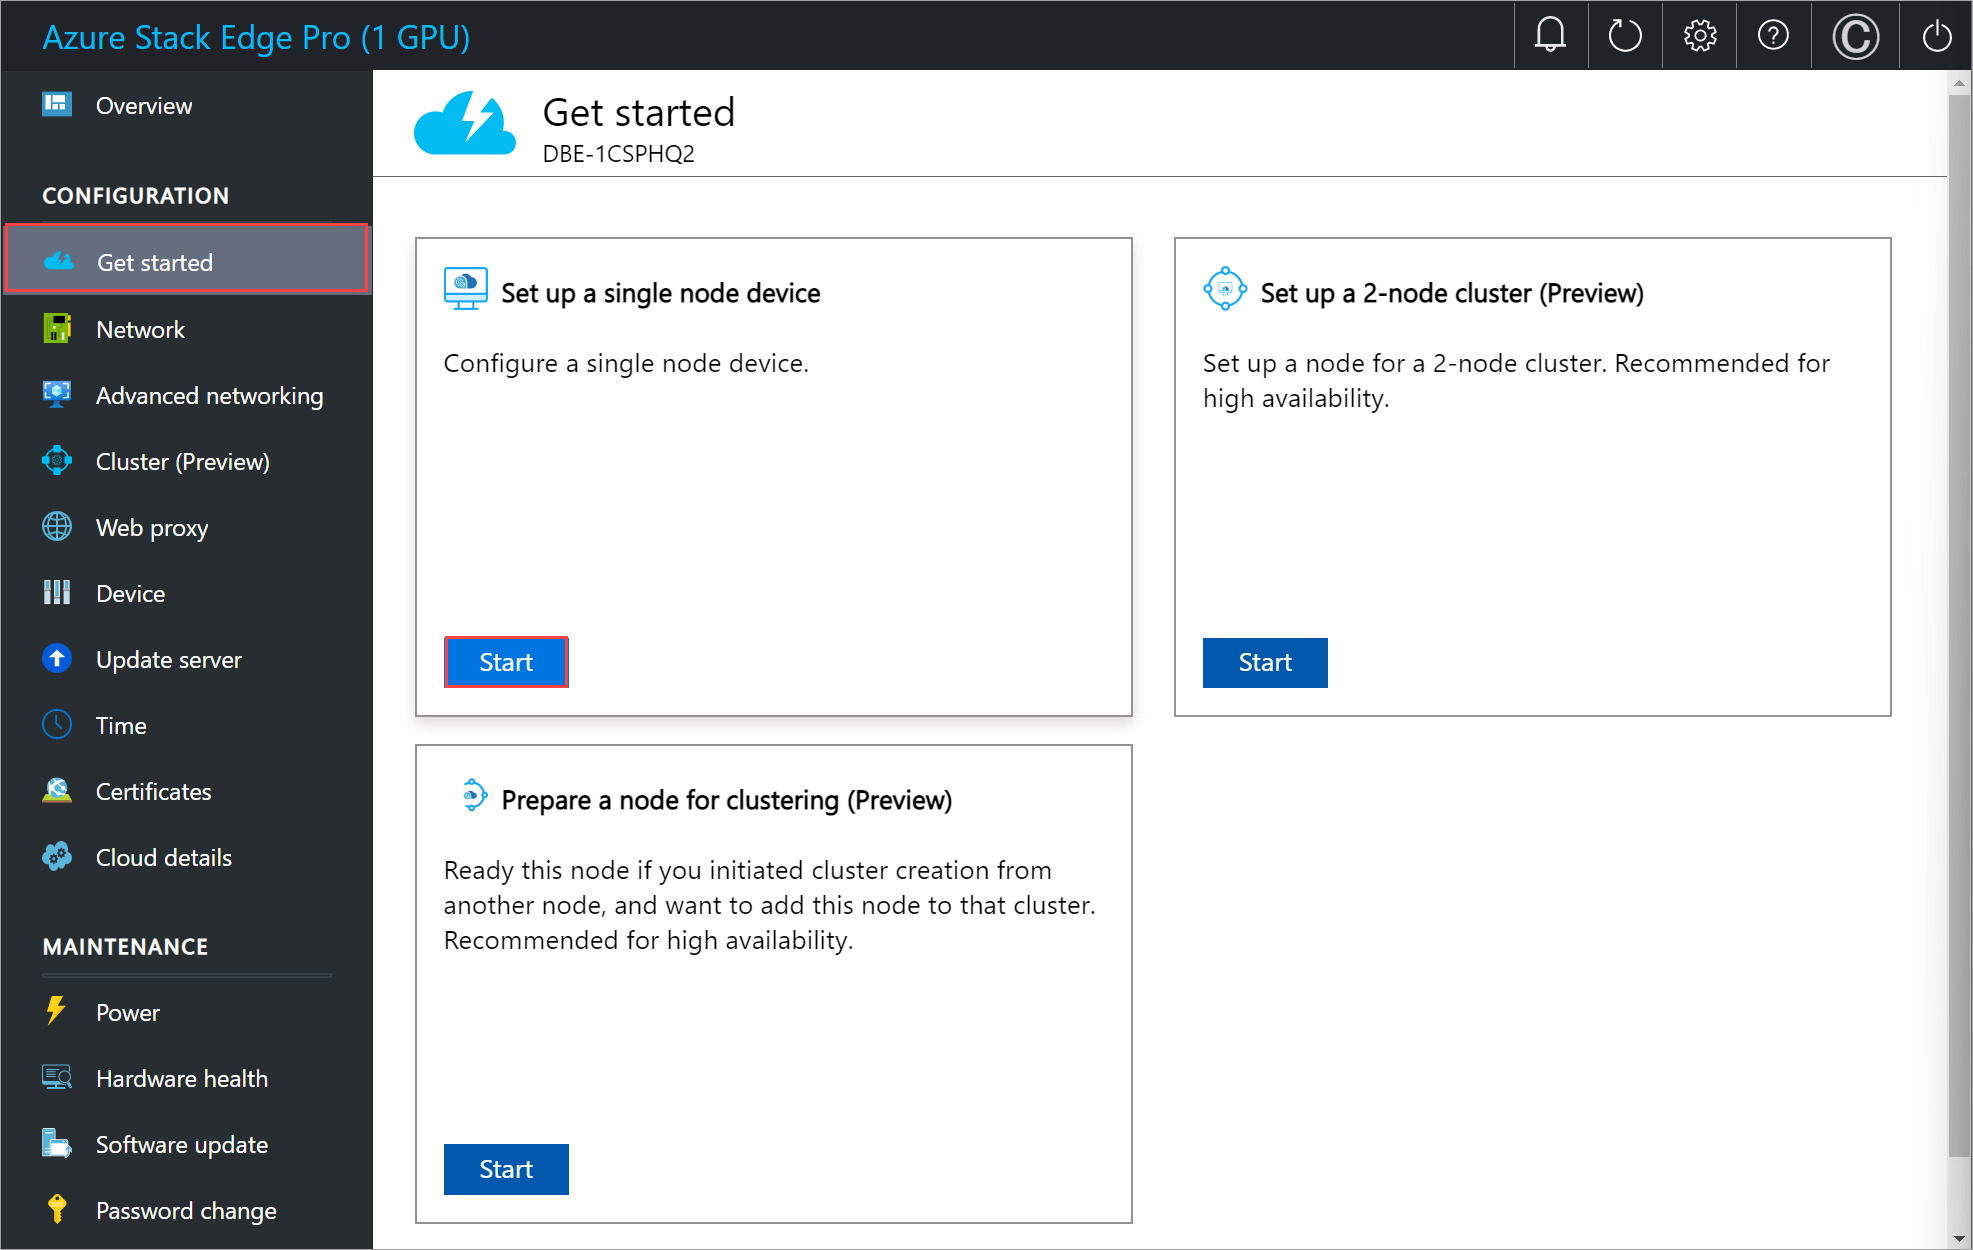 Azure Stack Edge Pro (1 GPU)
Overview
CONFIGURATION
Get started
Network
Advanced networking
Cluster (Preview)
Web proxy
Device
Update server
Time
Certificates
Cloud details
MAINTENANCE
Power
Hardware health
Software update
Password change
Get started
DBE-1CSPHQ2
Set up a single node device
Configure a single node device.
Start
Set up a 2-node cluster (Preview)
Set up a node for a 2-node cluster. Recommended for
high availability.
Start
Prepare a node for clustering (Preview)
Ready this node if you initiated cluster creation from
another node, and want to add this node to that cluster.
Recommended for high availability.
Start